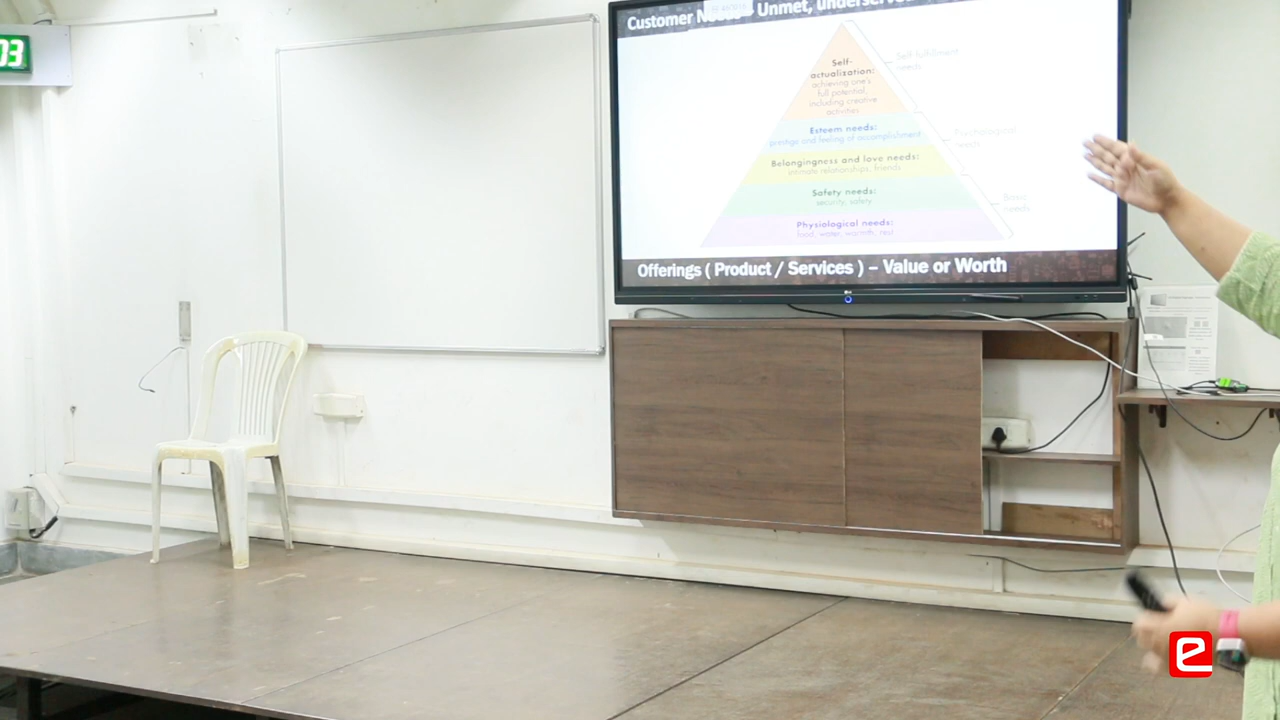 03
Customer Needs - Unmet, underserved
Self-
actualization:
achieving one's
full potential,
including creative
activities
Self-fulfillment
needs
Esteem needs:
prestige and feeling of accomplishment
Psychological
needs
Belongingness and love needs:
intimate relationships, friends
Safety needs:
security, safety
Basic
needs
Physiological needs:
food, water, warmth, rest
Offerings ( Product / Services ) – Value or Worth
LG
e